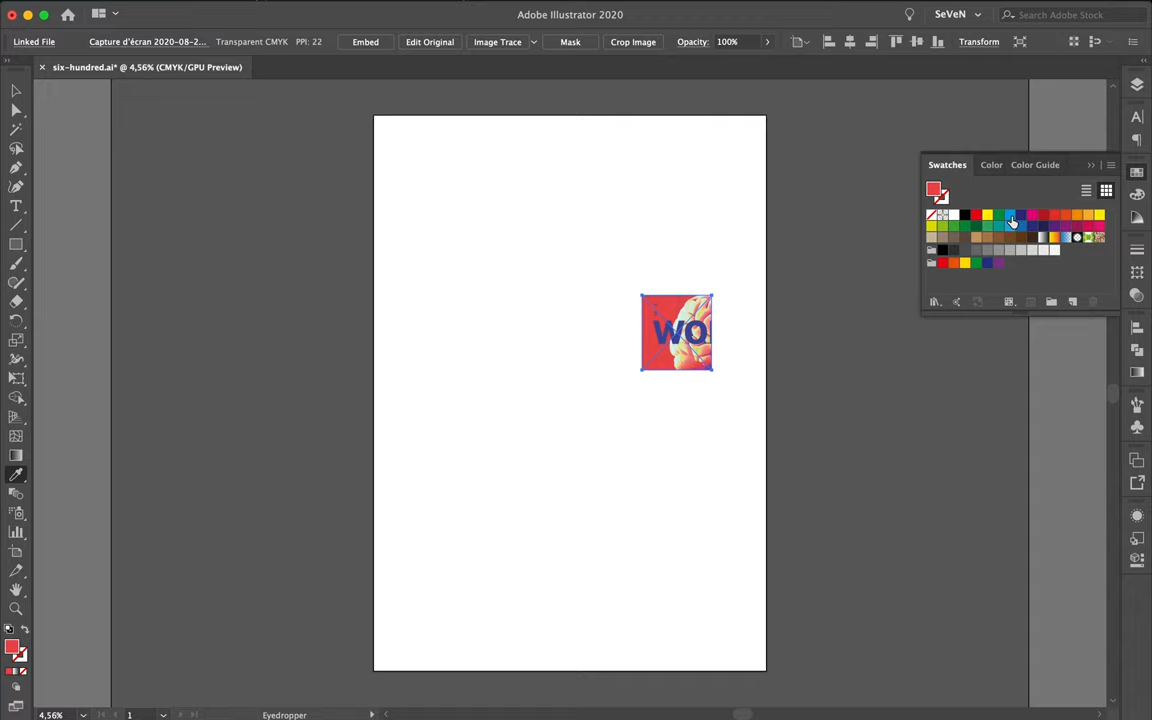 Adobe Illustrator 2020
SeVeN
Search Adobe Stock
Linked File
Capture d'écran 2020-08-2...
Transparent CMYK
PPI: 22
Embed
Edit Original
Image Trace
Mask
Crop Image
Opacity:
100%
Transform
× six-hundred.ai* @ 4,56% (CMYK/GPU Preview)
Swatches
Color
Color Guide
WO
4,56%
1
Eyedropper